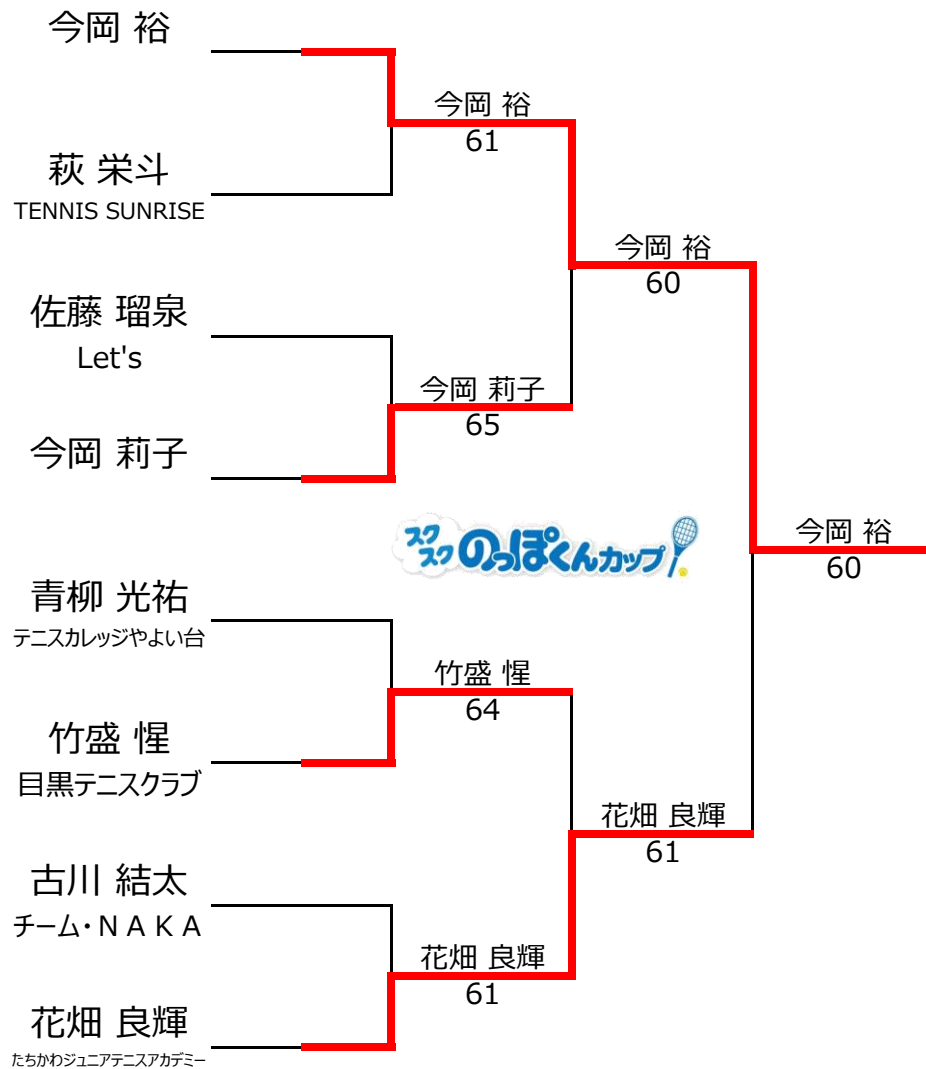 今岡 裕
今岡 裕
61
萩 栄斗
TENNIS SUNRISE
今岡 裕
60
佐藤 瑠泉
Let's
今岡 莉子
65
今岡 莉子
スクスク のっぽくんカップ
今岡 裕
60
青柳 光祐
テニスカレッジやよい台
竹盛 惺
64
竹盛 惺
目黒テニスクラブ
花畑 良輝
61
古川 結太
チーム・ＮＡＫＡ
花畑 良輝
61
花畑 良輝
たちかわジュニアテニスアカデミー